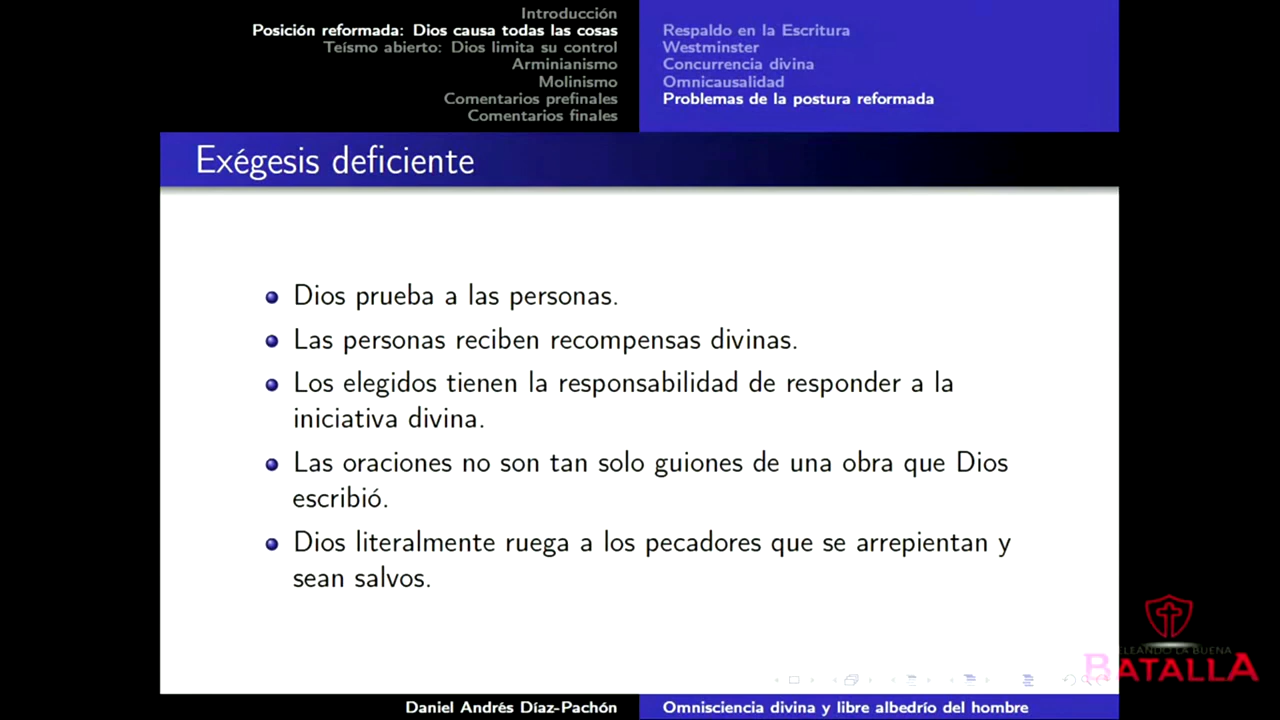 Introducción
Posición reformada: Dios causa todas las cosas
Teísmo abierto: Dios limita su control
Arminianismo
Molinismo
Comentarios prefinales
Comentarios finales
Respaldo en la Escritura
Westminster
Concurrencia divina
Omnicausalidad
Problemas de la postura reformada
Exégesis deficiente
Dios prueba a las personas.
Las personas reciben recompensas divinas.
Los elegidos tienen la responsabilidad de responder a la
iniciativa divina.
Las oraciones no son tan solo guiones de una obra que Dios
escribió.
Dios literalmente ruega a los pecadores que se arrepientan y
sean salvos.
LA BUENA
BATALLA
Daniel Andrés Díaz-Pachón
Omnisciencia divina y libre albedrío del hombre